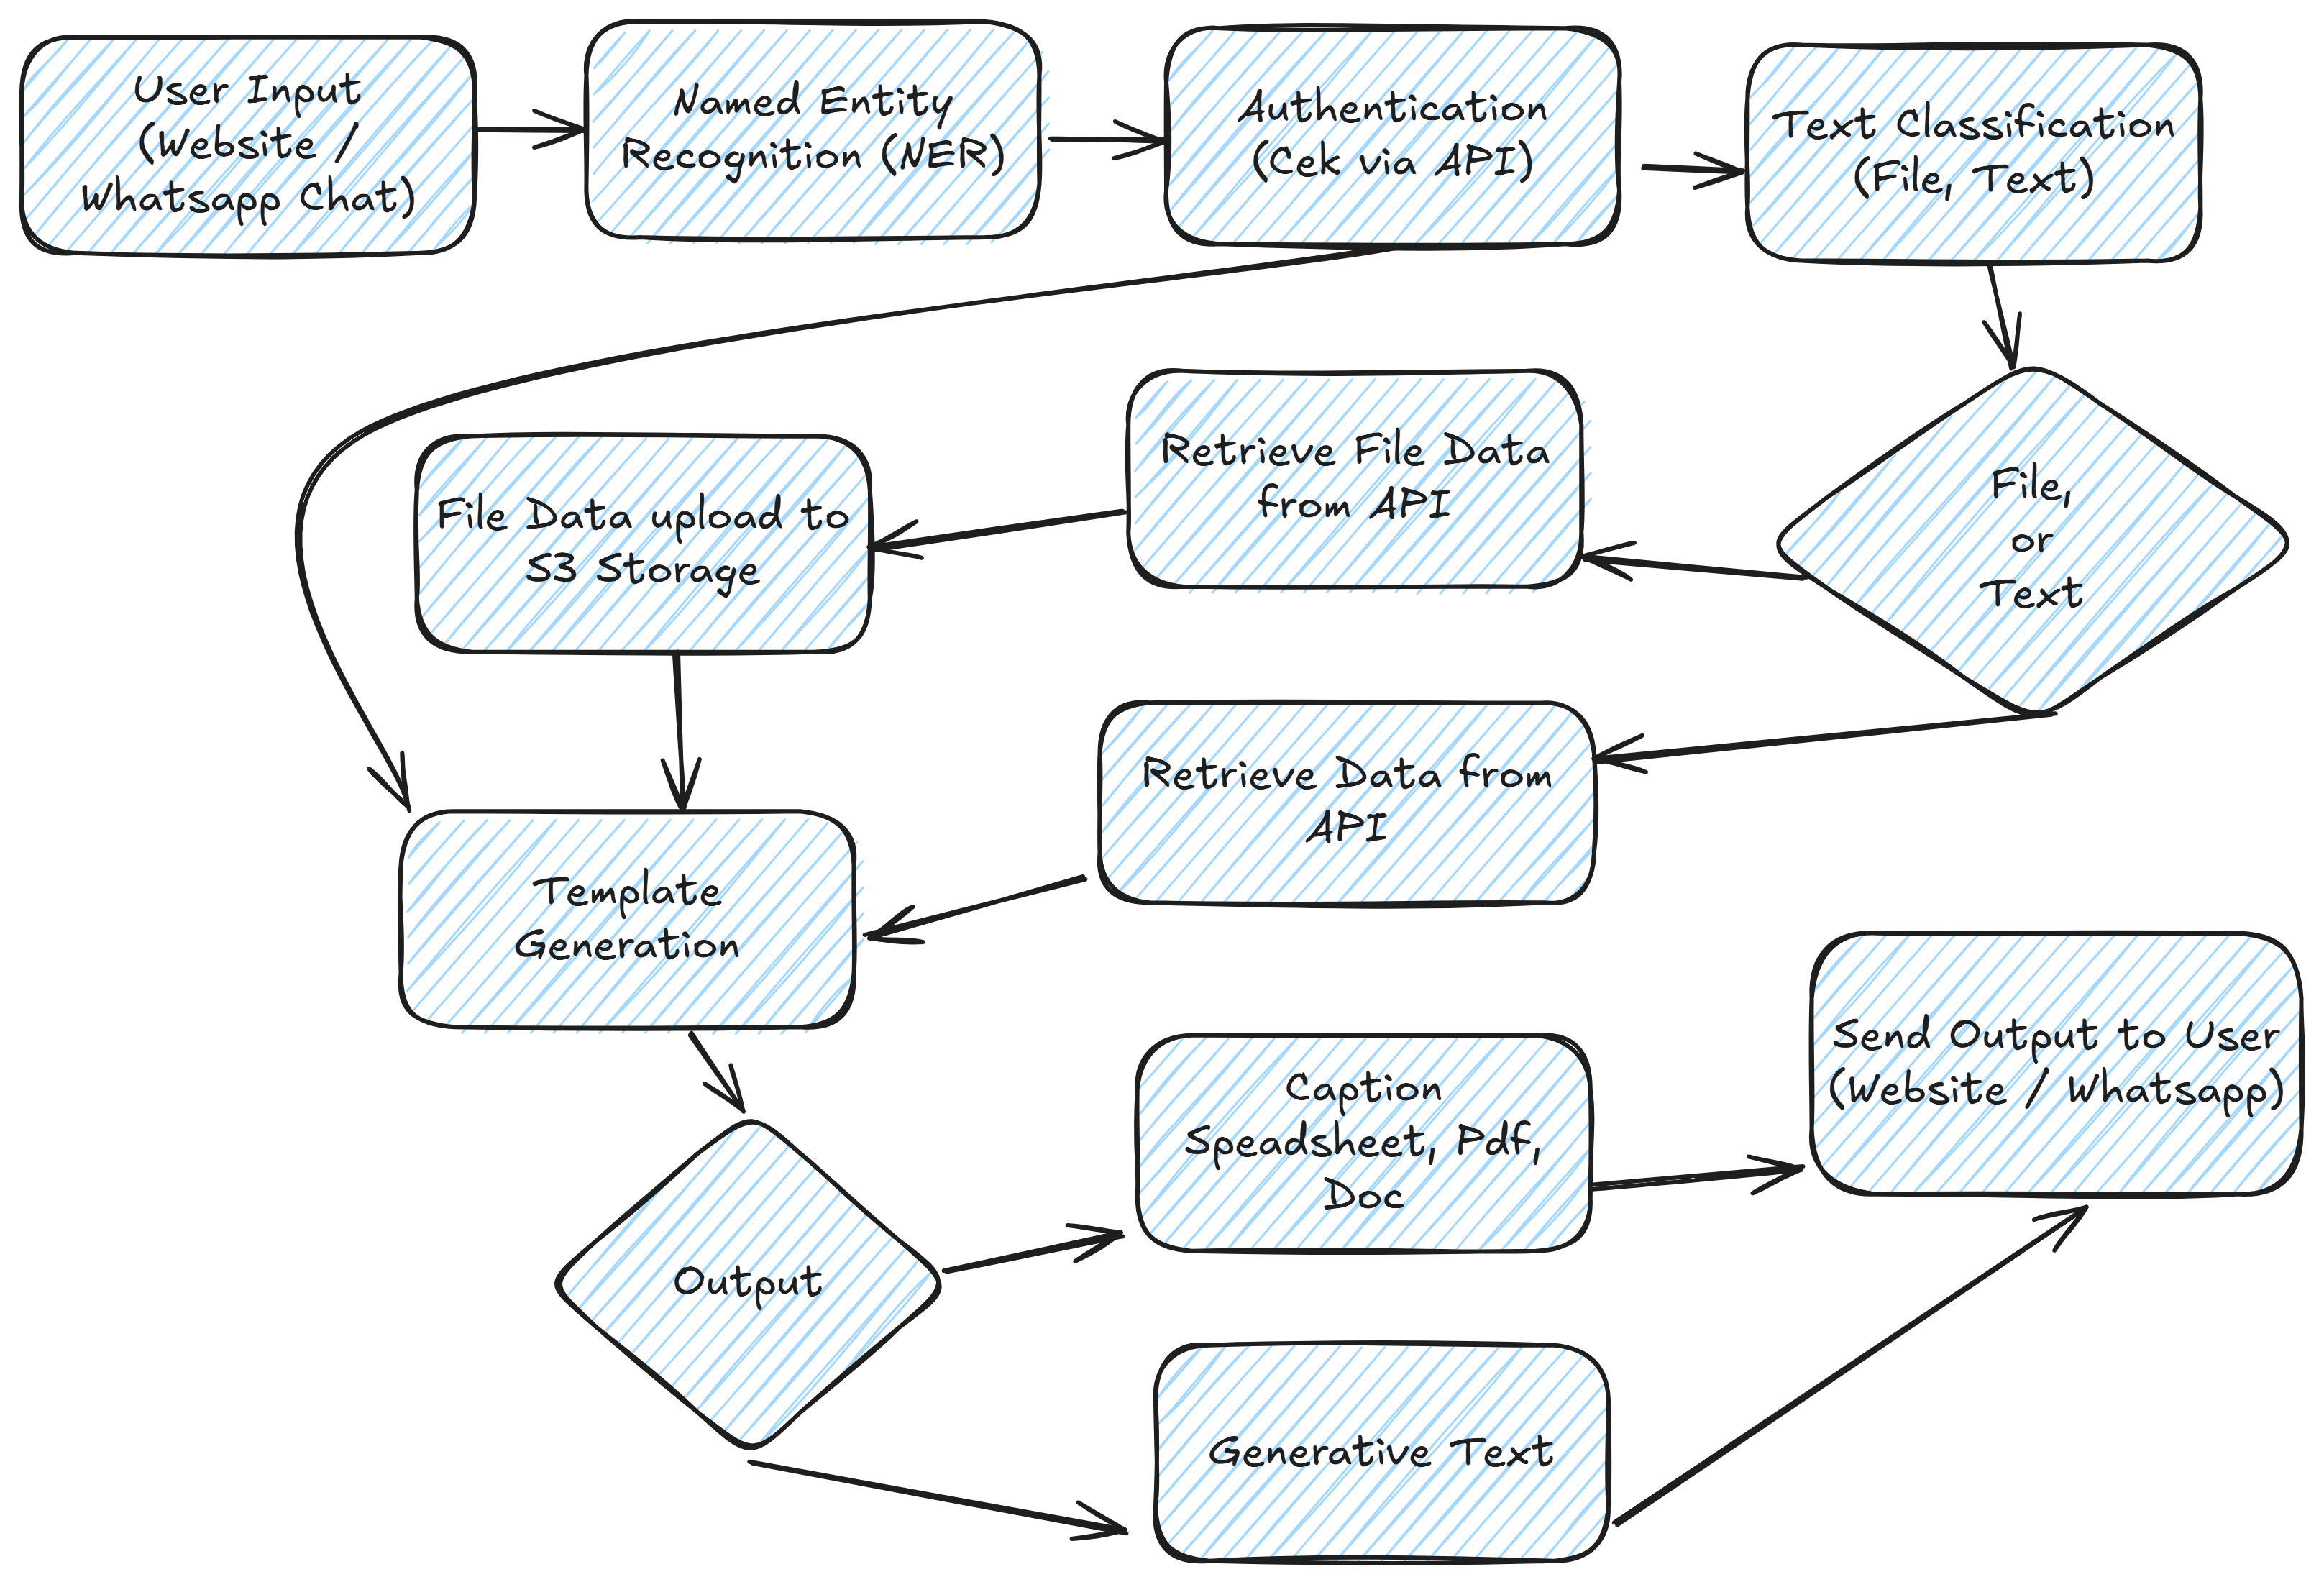 User Input
(Website /
Whatsapp Chat)
Named Entity
Recognition (NER)
Authentication
(Cek via API)
Text Classification
(File, Text)
File,
or
Text
Retrieve File Data
from API
File Data upload to
S3 Storage
Retrieve Data from
API
Template
Generation
Output
Caption
Speadsheet, Pdf,
Doc
Generative Text
Send Output to User
(Website / Whatsapp)